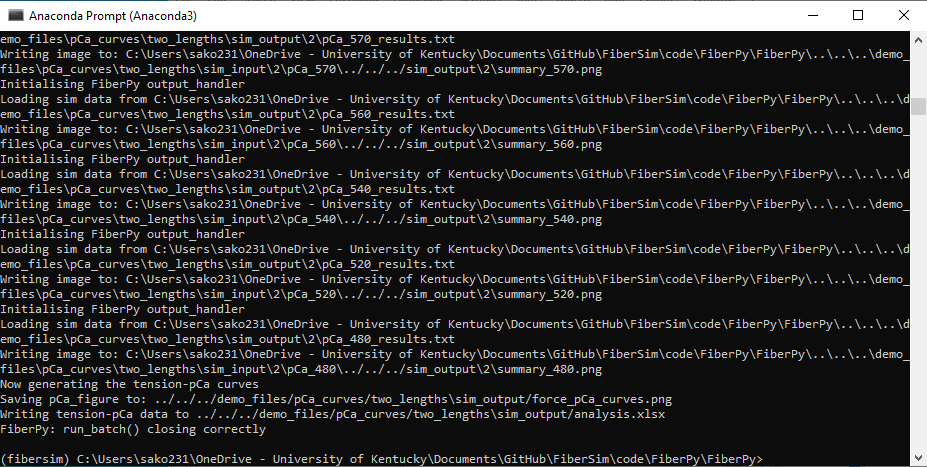 Anaconda Prompt (Anaconda3)
emo_files\pCa_curves\two_lengths\sim_output\2\pCa_570_results.txt
Writing image to: C:\Users\sako231\OneDrive - University of Kentucky\Documents\GitHub\FiberSim\code\FiberPy\FiberPy\..\..\..\demo_
files\pCa_curves\two_lengths\sim_input\2\pCa_570\../../../sim_output\2\summary_570.png
Initialising FiberPy output_handler
Loading sim data from C:\Users\sako231\OneDrive - University of Kentucky\Documents\GitHub\FiberSim\code\FiberPy\FiberPy\..\..\..\d
emo_files\pCa_curves\two_lengths\sim_output\2\pCa_560_results.txt
Writing image to: C:\Users\sako231\OneDrive - University of Kentucky\Documents\GitHub\FiberSim\code\FiberPy\FiberPy\..\..\..\demo_
files\pCa_curves\two_lengths\sim_input\2\pCa_560\../../../sim_output\2\summary_560.png
Initialising FiberPy output_handler
Loading sim data from C:\Users\sako231\OneDrive - University of Kentucky\Documents\GitHub\FiberSim\code\FiberPy\FiberPy\..\..\..\d
emo_files\pCa_curves\two_lengths\sim_output\2\pCa_540_results.txt
Writing image to: C:\Users\sako231\OneDrive - University of Kentucky\Documents\GitHub\FiberSim\code\FiberPy\FiberPy\..\..\..\demo_
files\pCa_curves\two_lengths\sim_input\2\pCa_540\../../../sim_output\2\summary_540.png
Initialising FiberPy output_handler
Loading sim data from C:\Users\sako231\OneDrive - University of Kentucky\Documents\GitHub\FiberSim\code\FiberPy\FiberPy\..\..\..\d
emo_files\pCa_curves\two_lengths\sim_output\2\pCa_520_results.txt
Writing image to: C:\Users\sako231\OneDrive - University of Kentucky\Documents\GitHub\FiberSim\code\FiberPy\FiberPy\..\..\..\demo_
files\pCa_curves\two_lengths\sim_input\2\pCa_520\../../../sim_output\2\summary_520.png
Initialising FiberPy output_handler
Loading sim data from C:\Users\sako231\OneDrive - University of Kentucky\Documents\GitHub\FiberSim\code\FiberPy\FiberPy\..\..\..\d
emo_files\pCa_curves\two_lengths\sim_output\2\pCa_480_results.txt
Writing image to: C:\Users\sako231\OneDrive - University of Kentucky\Documents\GitHub\FiberSim\code\FiberPy\FiberPy\..\..\..\demo_
files\pCa_curves\two_lengths\sim_input\2\pCa_480\../../../sim_output\2\summary_480.png
Now generating the tension-pCa curves
Saving pCa_figure to: ../../../demo_files/pCa_curves/two_lengths\sim_output/force_pCa_curves.png
Writing tension-pCa data to ../../../demo_files/pCa_curves/two_lengths\sim_output/analysis.xlsx
FiberPy: run_batch() closing correctly
(fibersim) C:\Users\sako231\OneDrive - University of Kentucky\Documents\GitHub\FiberSim\code\FiberPy\FiberPy>